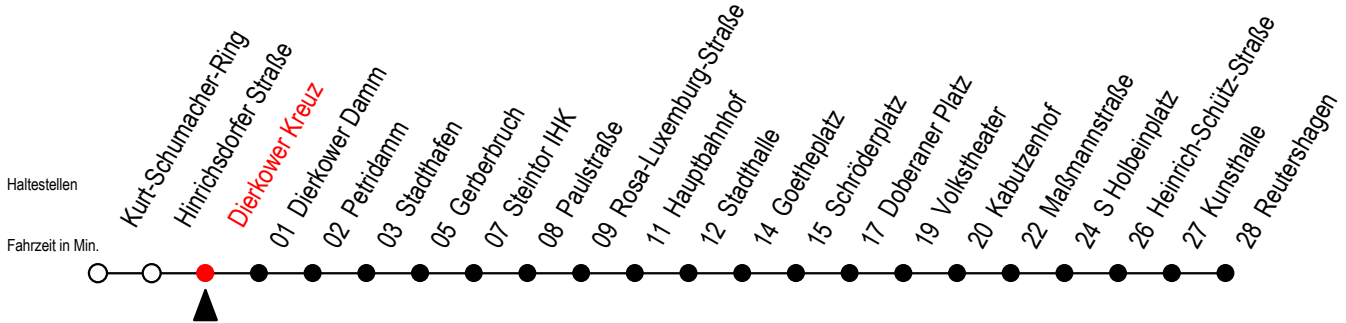 Haltestellen
Fahrzeit in Min.
Kurt-Schumacher-Ring
Hinrichsdorfer Straße
Dierkower Kreuz
01 Dierkower Damm
02 Petridamm
03 Stadthafen
05 Gerberbruch
07 Steintor IHK
08 Paulstraße
09 Rosa-Luxemburg-Straße
11 Hauptbahnhof
12 Stadthalle
14 Goetheplatz
15 Schröderplatz
17 Doberaner Platz
19 Volkstheater
20 Kabutzenhof
22 Maßmannstraße
24 S Holbeinplatz
26 Heinrich-Schütz-Straße
27 Kunsthalle
28 Reutershagen